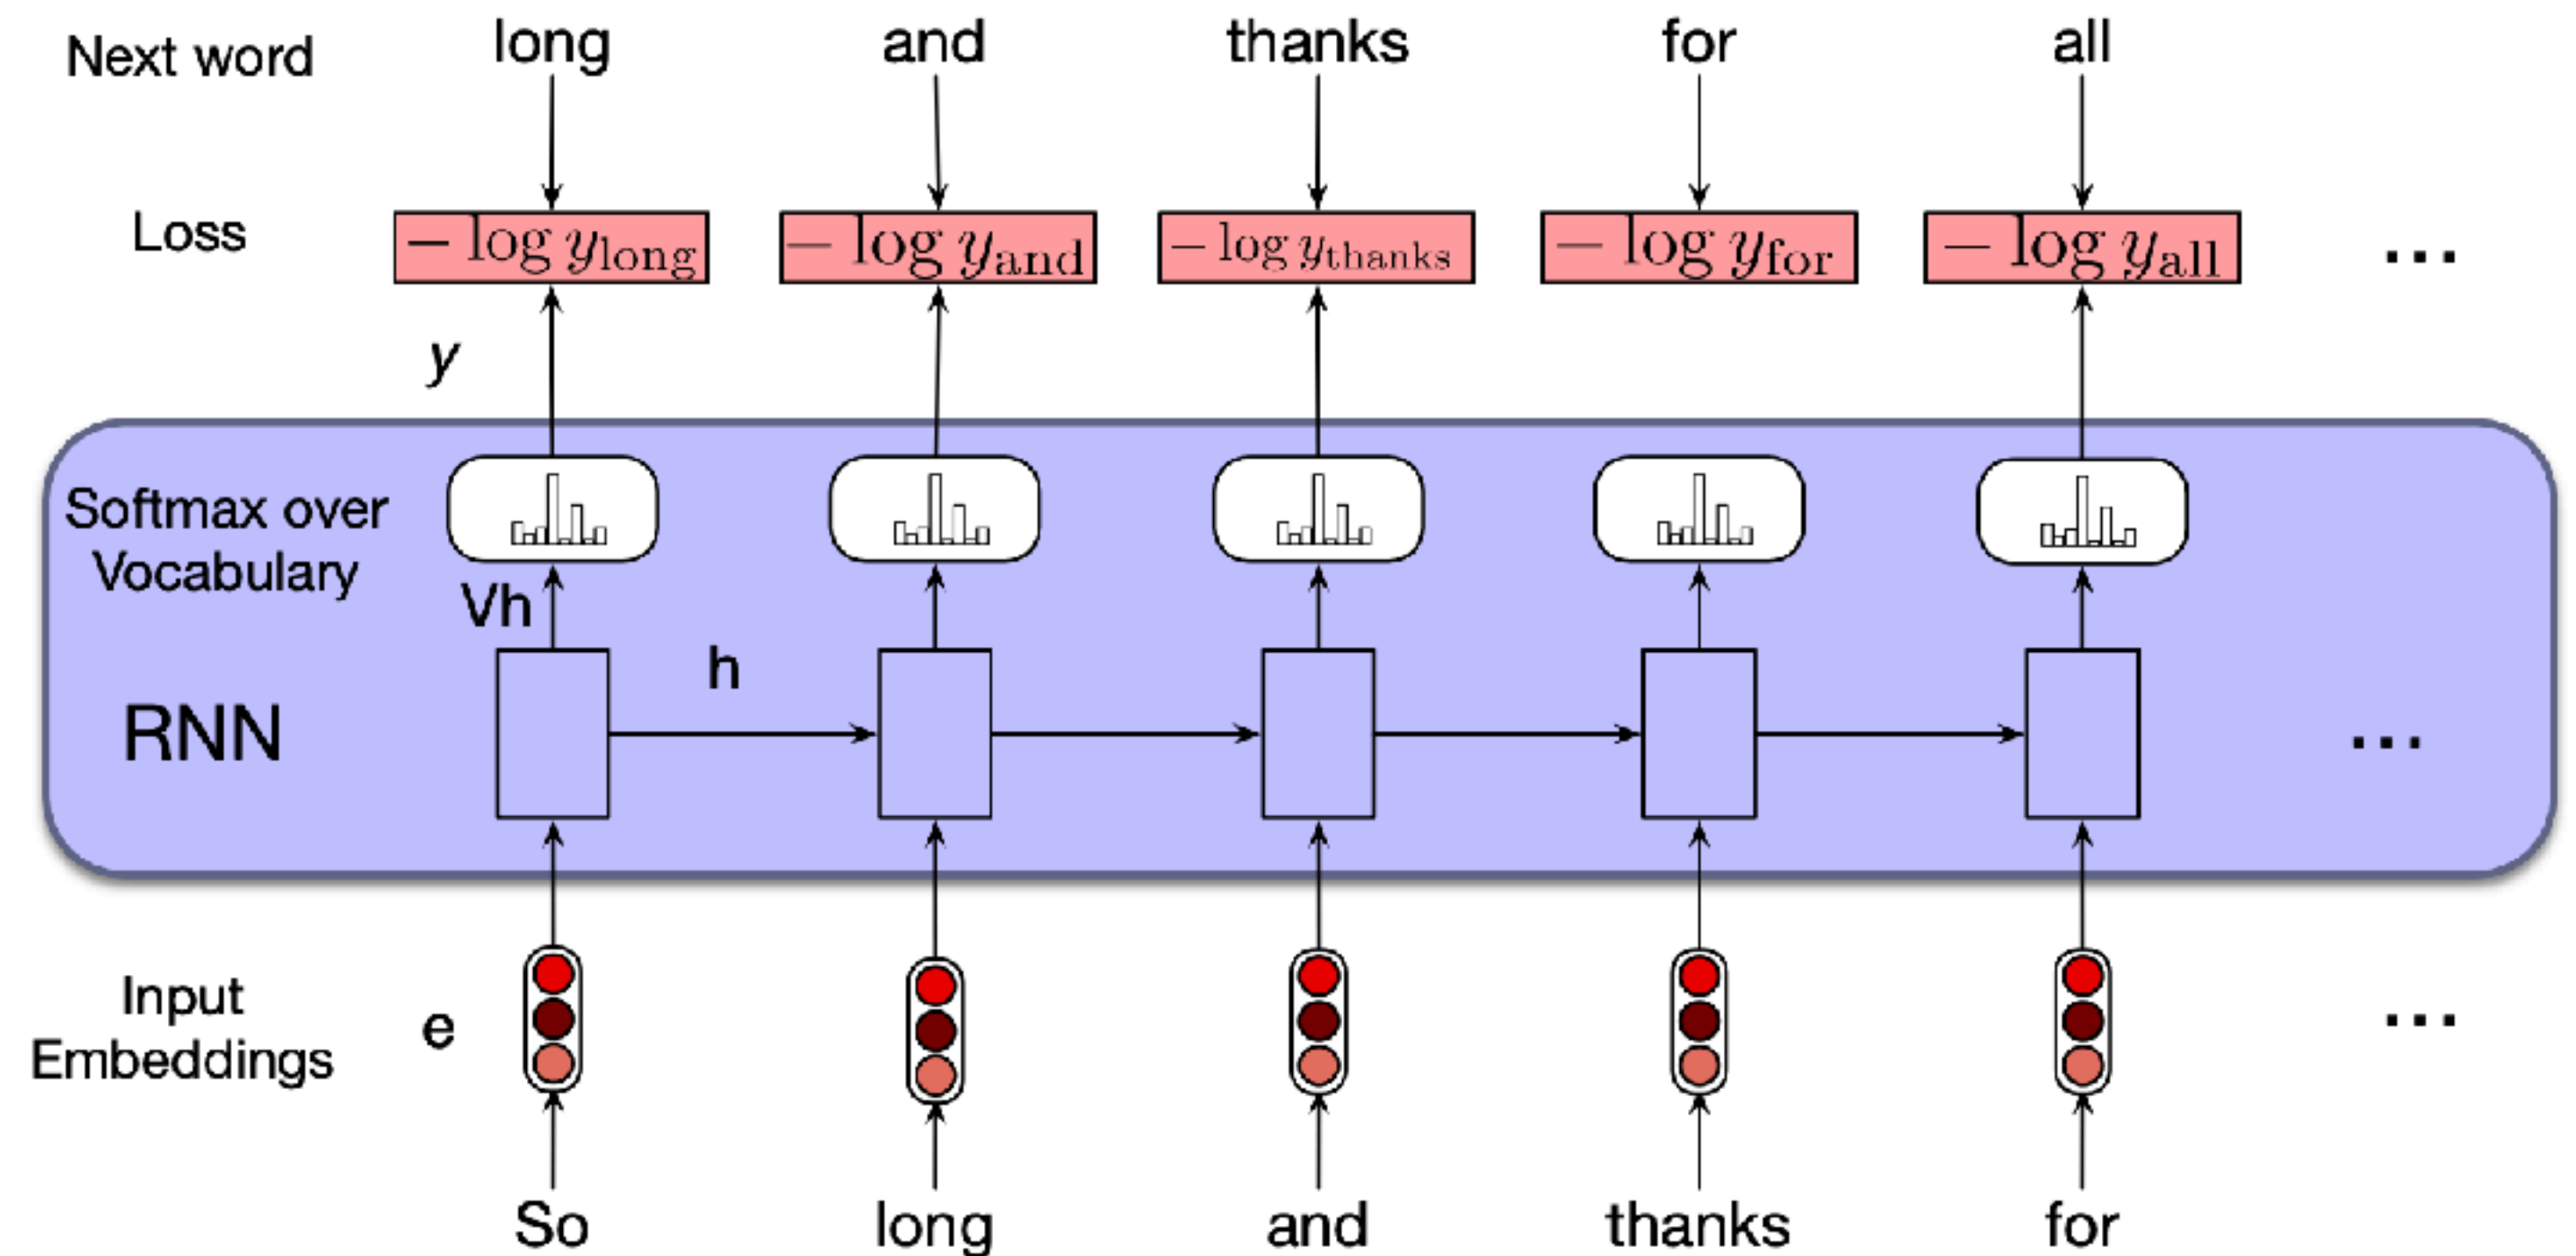 Next word long and thanks for all
Loss − log y_long − log y_and − log y_thanks − log y_for − log y_all ...
y
Softmax over
Vocabulary
Vh
h
RNN ...
Input
Embeddings
e ...
So long and thanks for